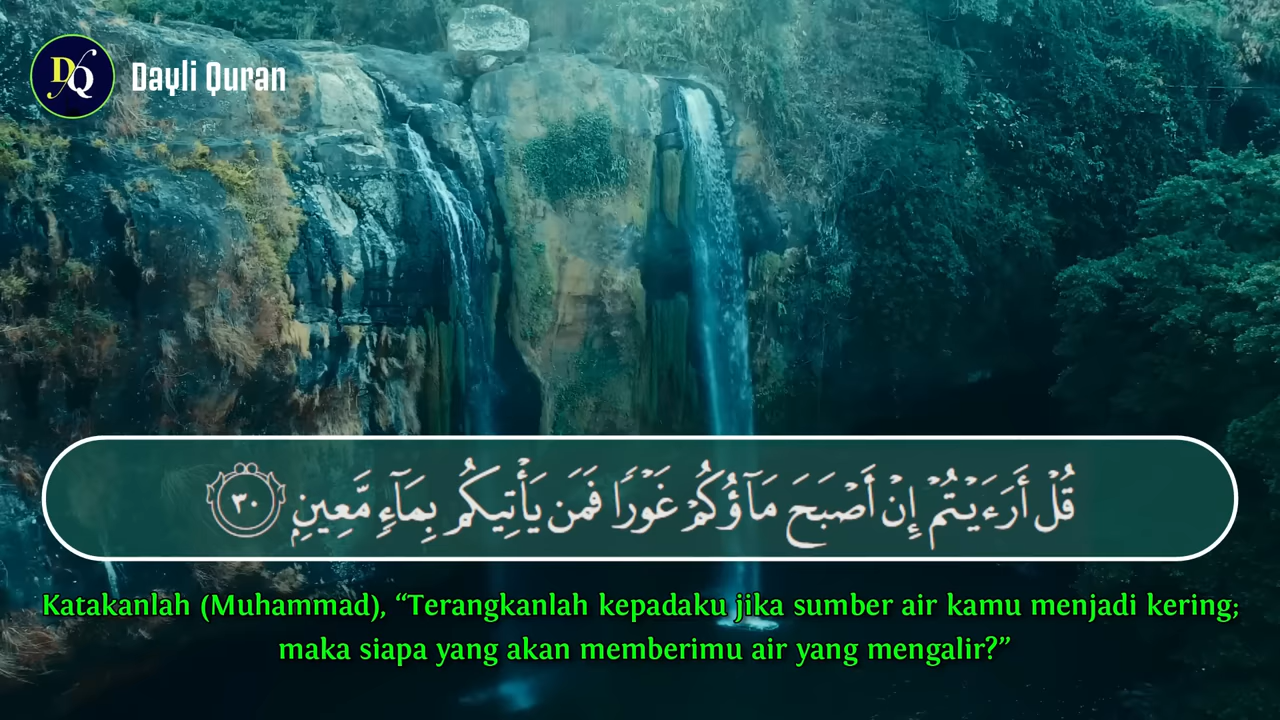 DQ
Dayli Quran
قُلْ أَرَءَيْتُمْ إِنْ أَصْبَحَ مَآؤُكُمْ غَوْرًا فَمَن يَأْتِيكُم بِمَآءٍ مَّعِينٍۭ ٣٠
Katakanlah (Muhammad), “Terangkanlah kepadaku jika sumber air kamu menjadi kering;
maka siapa yang akan memberimu air yang mengalir?”